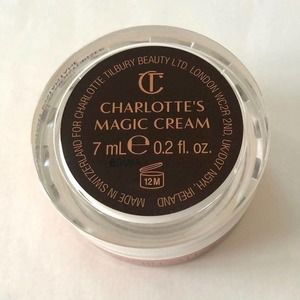 CT
CHARLOTTE'S
MAGIC CREAM
7 mL ℮ 0.2 fl. oz.
12M
MADE IN SWITZERLAND FOR CHARLOTTE TILBURY BEAUTY LTD. LONDON WC2R 2ND, UK/D07 N5YH, IRELAND